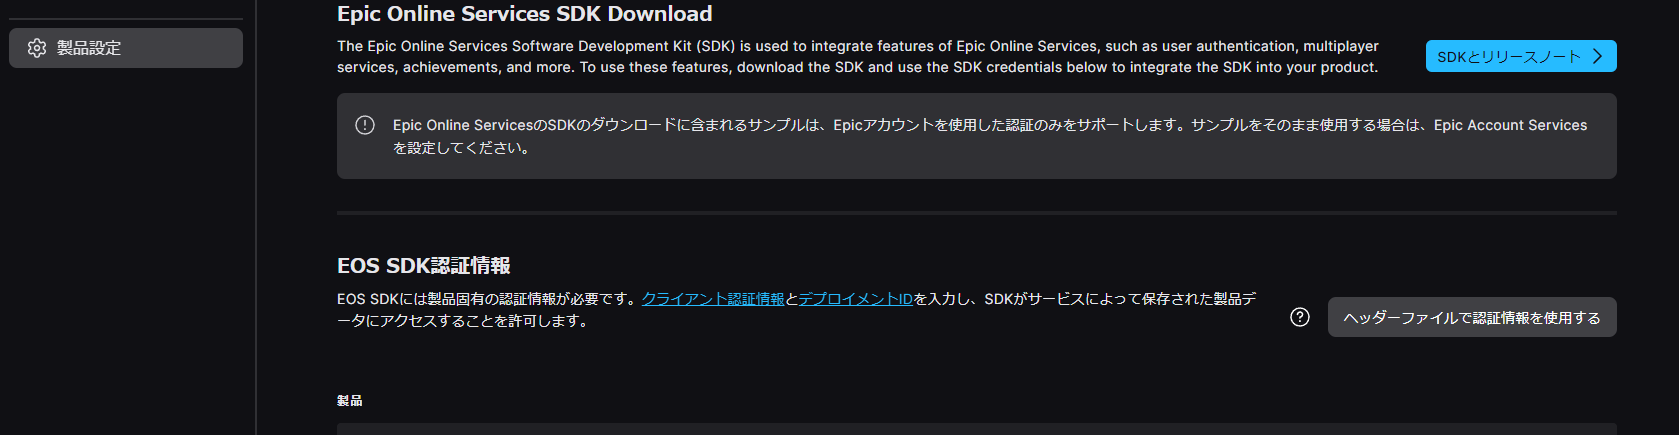 Epic Online Services SDK Download
製品設定
The Epic Online Services Software Development Kit (SDK) is used to integrate features of Epic Online Services, such as user authentication, multiplayer
services, achievements, and more. To use these features, download the SDK and use the SDK credentials below to integrate the SDK into your product.
SDKとリリースノート
Epic Online ServicesのSDKのダウンロードに含まれるサンプルは、Epicアカウントを使用した認証のみをサポートします。サンプルをそのまま使用する場合は、Epic Account Services
を設定してください。
EOS SDK認証情報
EOS SDKには製品固有の認証情報が必要です。クライアント認証情報とデプロイメントIDを入力し、SDKがサービスによって保存された製品デ
ータにアクセスすることを許可します。
ヘッダーファイルで認証情報を使用する
製品